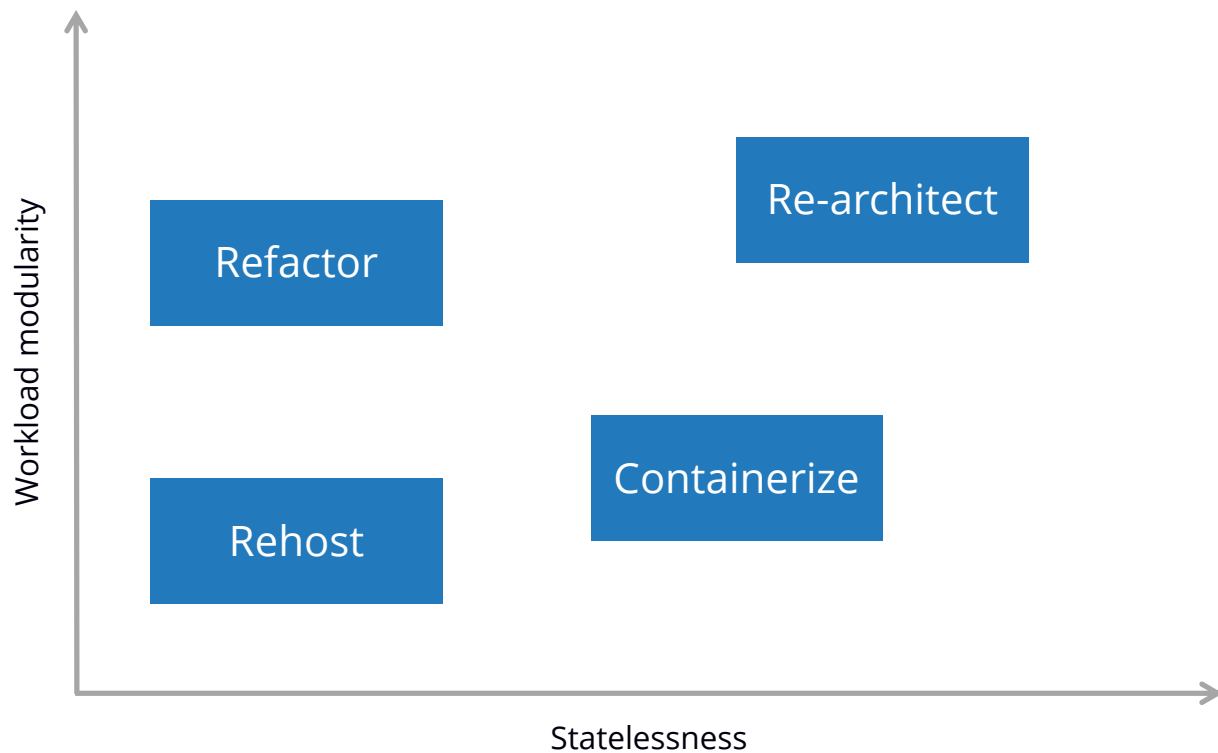 Workload modularity
Re-architect
Refactor
Containerize
Rehost
Statelessness